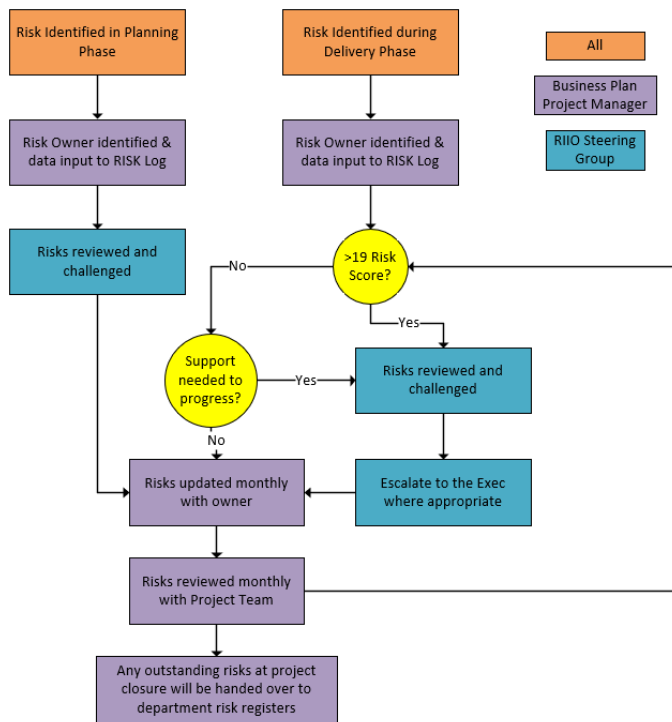 Risk Identified in Planning
Phase
Risk Identified during
Delivery Phase
All
Business Plan
Project Manager
RIIO Steering
Group
Risk Owner identified &
data input to RISK Log
Risk Owner identified &
data input to RISK Log
Risks reviewed and
challenged
>19 Risk
Score?
No
Yes
Support
needed to
progress?
Yes
Risks reviewed and
challenged
No
Risks updated monthly
with owner
Escalate to the Exec
where appropriate
Risks reviewed monthly
with Project Team
Any outstanding risks at project
closure will be handed over to
department risk registers